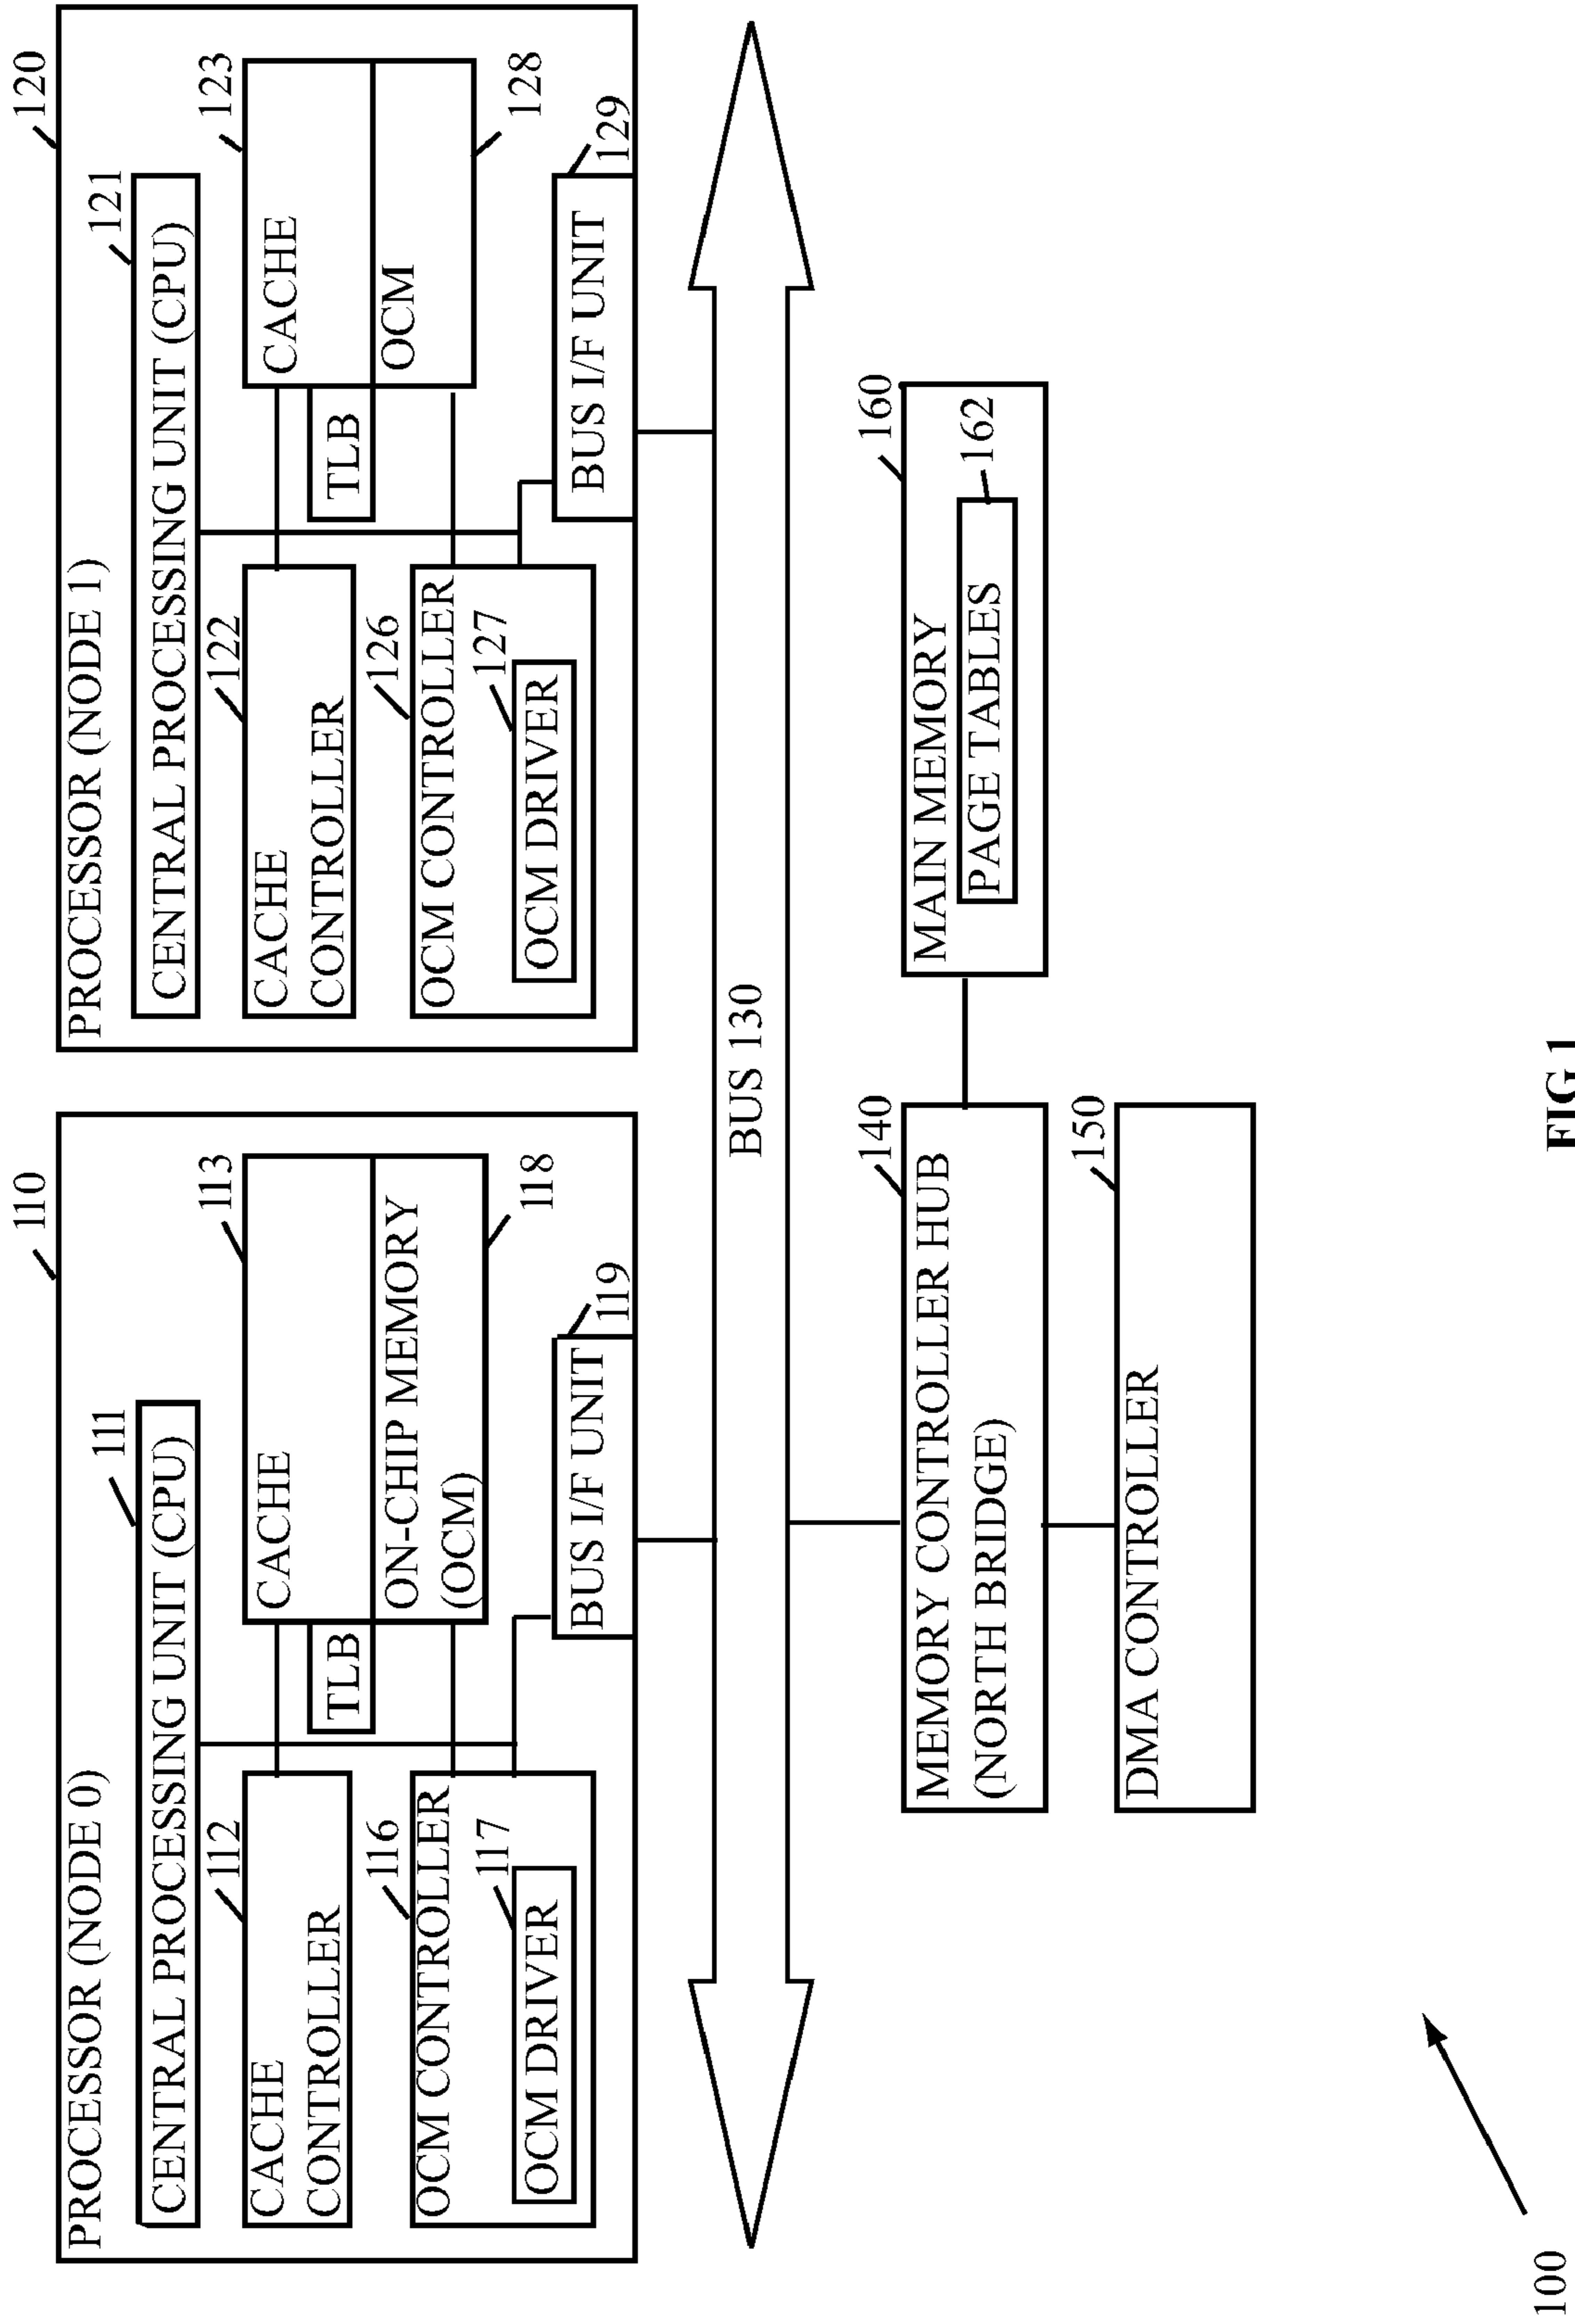 110
PROCESSOR (NODE 0)
111
CENTRAL PROCESSING UNIT (CPU)
112
CACHE
CONTROLLER
113
CACHE
TLB
116
OCM CONTROLLER
117
OCM DRIVER
ON-CHIP MEMORY
(OCM)
118
119
BUS I/F UNIT
120
PROCESSOR (NODE 1)
121
CENTRAL PROCESSING UNIT (CPU)
122
CACHE
CONTROLLER
123
CACHE
TLB
126
OCM CONTROLLER
127
OCM DRIVER
OCM
128
129
BUS I/F UNIT
BUS 130
140
MEMORY CONTROLLER HUB
(NORTH BRIDGE)
160
MAIN MEMORY
162
PAGE TABLES
150
DMA CONTROLLER
100
FIG 1